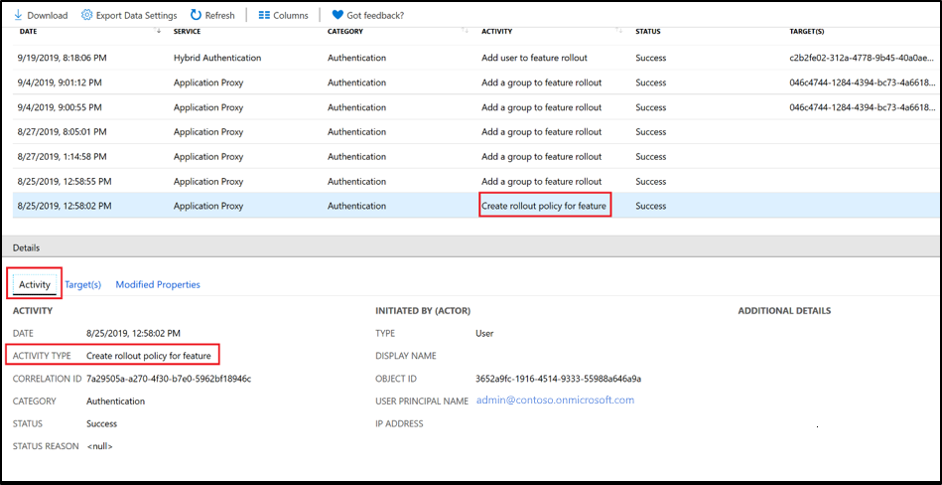 Download Export Data Settings Refresh Columns Got feedback?
DATE SERVICE CATEGORY ACTIVITY STATUS TARGET(S)
9/19/2019, 8:18:06 PM Hybrid Authentication Authentication Add user to feature rollout Success c2b2fe02-312a-4778-9b45-40a0ae...
9/4/2019, 9:01:12 PM Application Proxy Authentication Add a group to feature rollout Success 046c4744-1284-4394-bc73-4a6618...
9/4/2019, 9:00:55 PM Application Proxy Authentication Add a group to feature rollout Success 046c4744-1284-4394-bc73-4a6618...
8/27/2019, 8:05:01 PM Application Proxy Authentication Add a group to feature rollout Success
8/27/2019, 1:14:58 PM Application Proxy Authentication Add a group to feature rollout Success
8/25/2019, 12:58:55 PM Application Proxy Authentication Add a group to feature rollout Success
8/25/2019, 12:58:02 PM Application Proxy Authentication Create rollout policy for feature Success
Details
Activity Target(s) Modified Properties
ACTIVITY INITIATED BY (ACTOR) ADDITIONAL DETAILS
DATE 8/25/2019, 12:58:02 PM TYPE User
ACTIVITY TYPE Create rollout policy for feature DISPLAY NAME
CORRELATION ID 7a29505a-a270-4f30-b7e0-5962bf18946c OBJECT ID 3652a9fc-1916-4514-9333-55988a646a9a
CATEGORY Authentication USER PRINCIPAL NAME admin@contoso.onmicrosoft.com
STATUS Success IP ADDRESS
STATUS REASON <null>